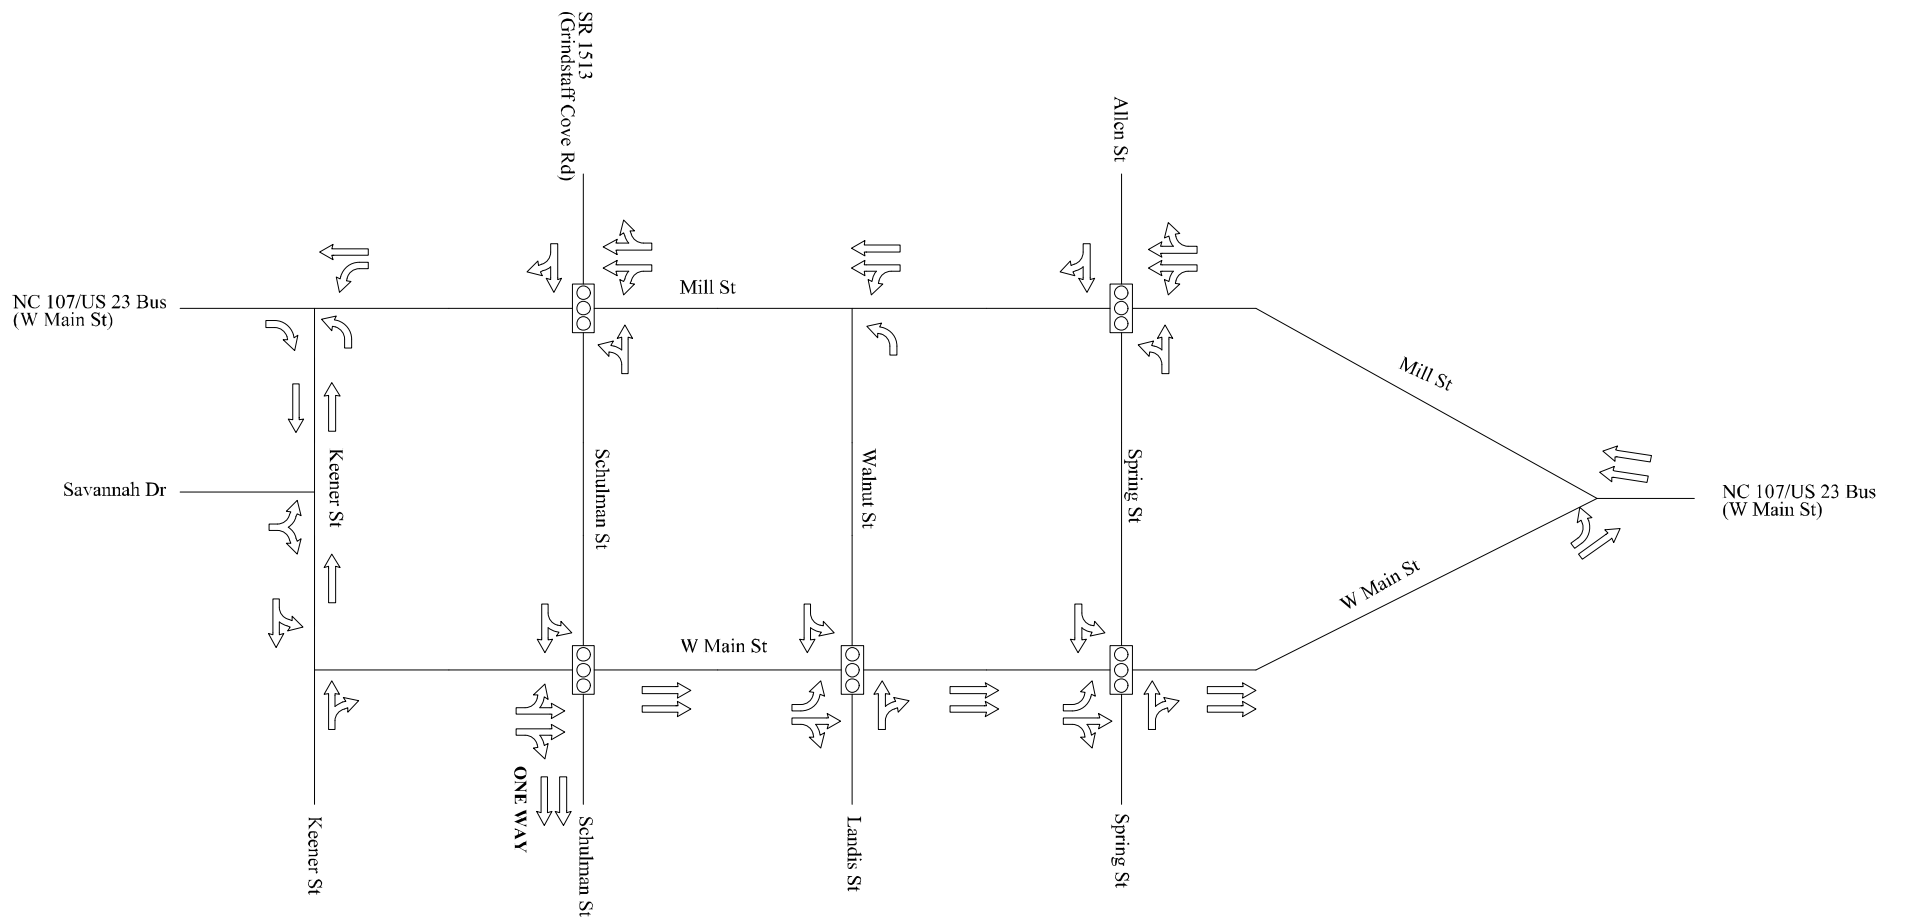 SR 1513
(Grindstaff Cove Rd)
Allen St
NC 107/US 23 Bus
(W Main St)
Mill St
Mill St
Savannah Dr
Keener St
Schulman St
Walnut St
Spring St
NC 107/US 23 Bus
(W Main St)
W Main St
W Main St
ONE WAY
Keener St
Schulman St
Landis St
Spring St